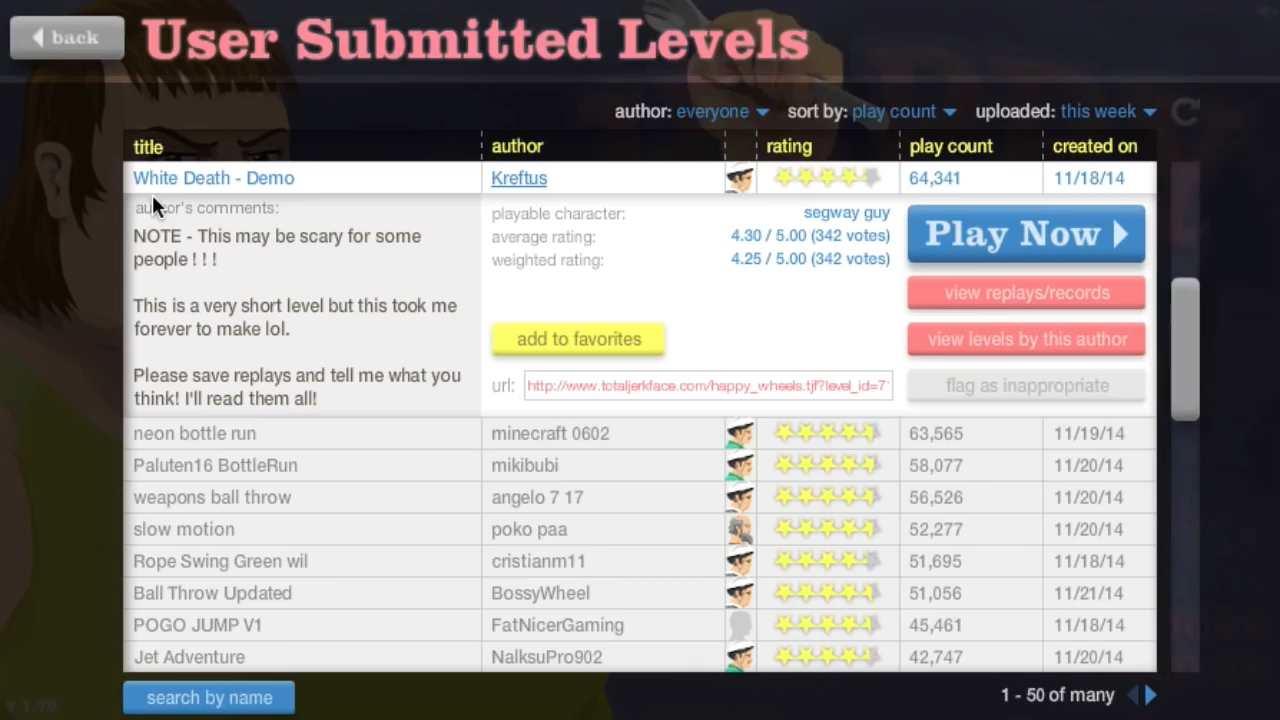 back
User Submitted Levels
author: everyone sort by: play count uploaded: this week
title author rating play count created on
White Death - Demo Kreftus 64,341 11/18/14
author's comments:
NOTE - This may be scary for some
people ! ! !
This is a very short level but this took me
forever to make lol.
Please save replays and tell me what you
think! I'll read them all!
playable character: segway guy
average rating: 4.30 / 5.00 (342 votes)
weighted rating: 4.25 / 5.00 (342 votes)
add to favorites
url: http://www.totaljerkface.com/happy_wheels.tjf?level_id=7
Play Now
view replays/records
view levels by this author
flag as inappropriate
neon bottle run minecraft 0602 63,565 11/19/14
Paluten16 BottleRun mikibubi 58,077 11/20/14
weapons ball throw angelo 7 17 56,526 11/20/14
slow motion poko paa 52,277 11/20/14
Rope Swing Green wil cristianm11 51,695 11/18/14
Ball Throw Updated BossyWheel 51,056 11/21/14
POGO JUMP V1 FatNicerGaming 45,461 11/18/14
Jet Adventure NalksuPro902 42,747 11/20/14
search by name
1 - 50 of many